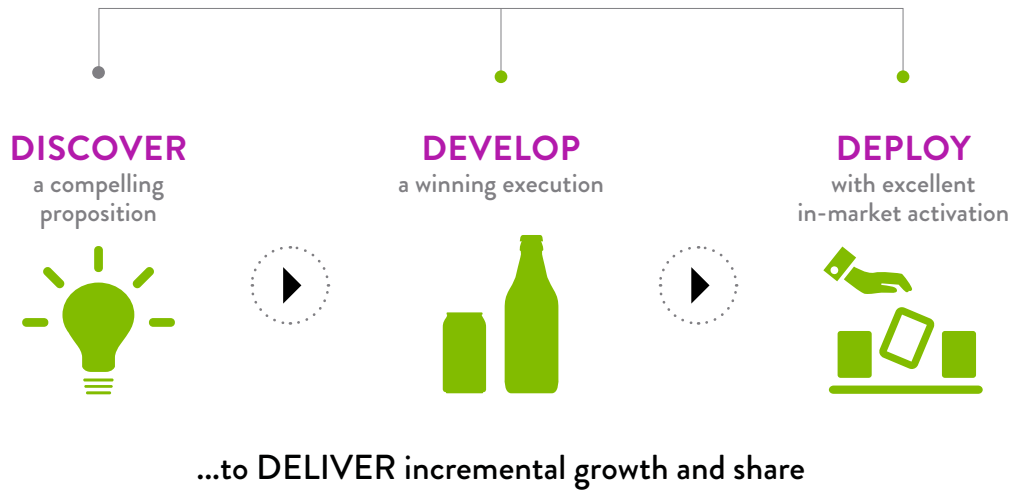 DISCOVER
a compelling
proposition
DEVELOP
a winning execution
DEPLOY
with excellent
in-market activation
...to DELIVER incremental growth and share